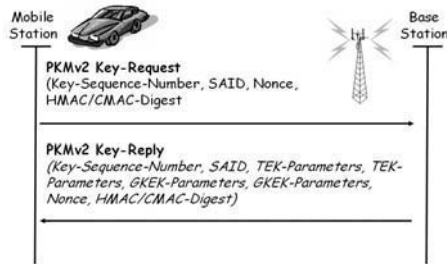 Mobile
Station
Base
Station
PKMv2 Key-Request
(Key-Sequence-Number, SAID, Nonce,
HMAC/CMAC-Digest
PKMv2 Key-Reply
(Key-Sequence-Number, SAID, TEK-Parameters, TEK-
Parameters, GKEK-Parameters, GKEK-Parameters,
Nonce, HMAC/CMAC-Digest)